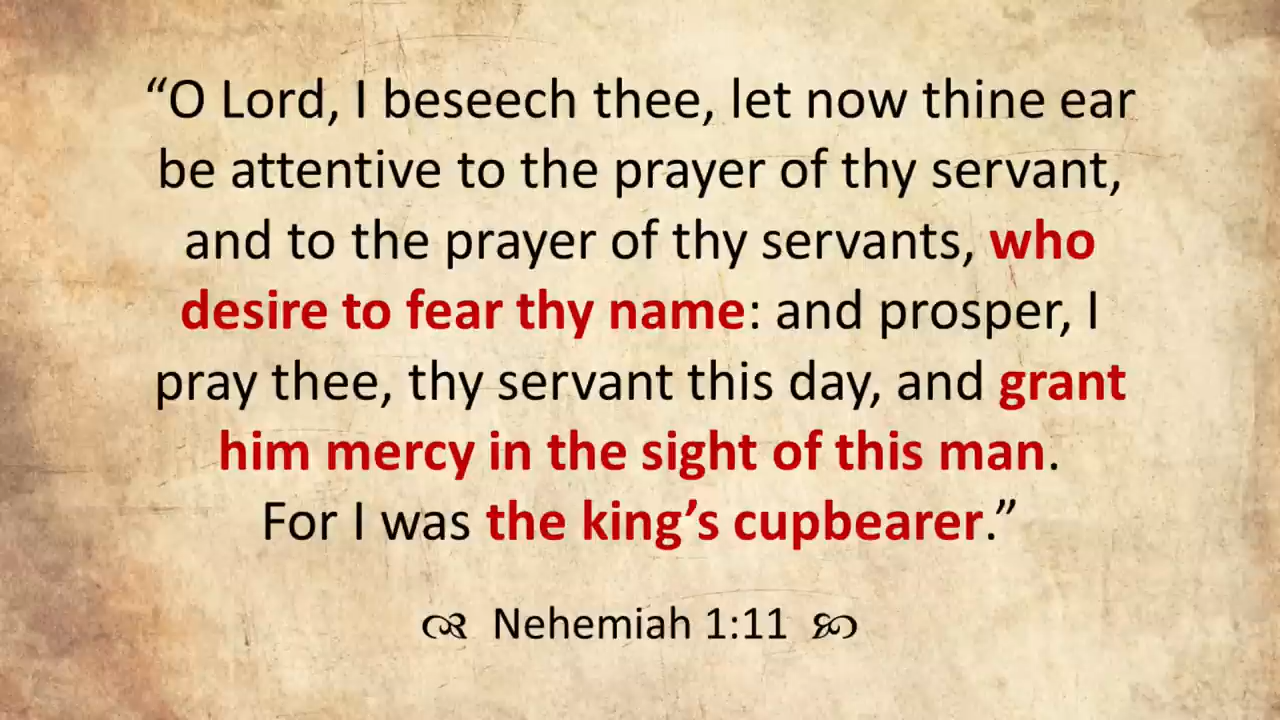 “O Lord, I beseech thee, let now thine ear
be attentive to the prayer of thy servant,
and to the prayer of thy servants, who
desire to fear thy name: and prosper, I
pray thee, thy servant this day, and grant
him mercy in the sight of this man.
For I was the king’s cupbearer.”
Nehemiah 1:11